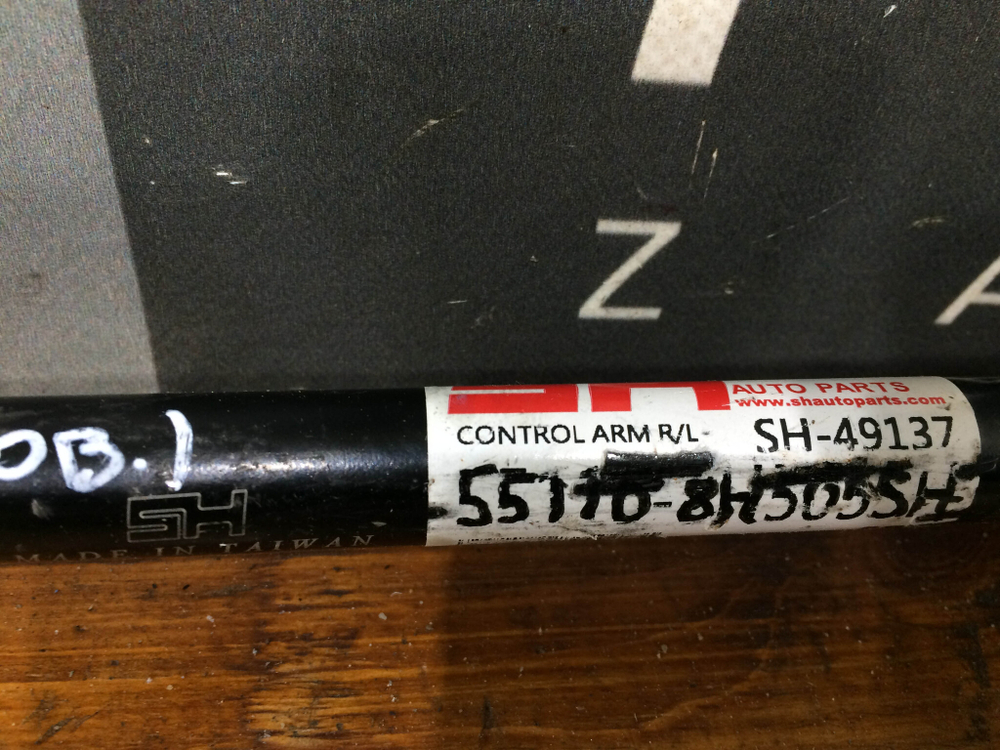 Z
A
AUTO PARTS
www.shautoparts.com
CONTROL ARM R/L
SH-49137
55110-8H505SH
OB.)
SH
MADE IN TAIWAN